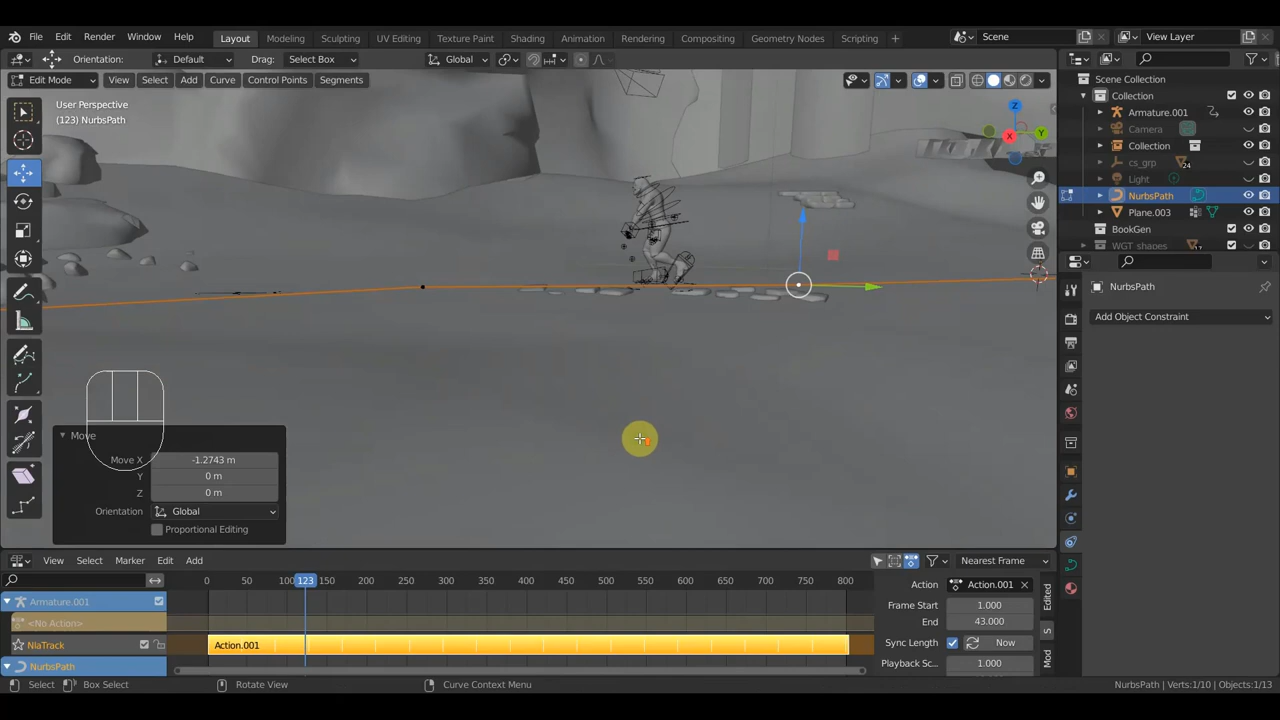 File Edit Render Window Help Layout Modeling Sculpting UV Editing Texture Paint Shading Animation Rendering Compositing Geometry Nodes Scripting + Scene View Layer
Orientation: Default Drag: Select Box Global
Edit Mode View Select Add Curve Control Points Segments
User Perspective
(123) NurbsPath
Z
Y
X
Scene Collection
Collection
Armature.001
Camera
Collection
cs_grp 24
Light
NurbsPath
Plane.003
BookGen
WGT_shapes
NurbsPath
Add Object Constraint
Move
Move X -1.2743 m
Y 0 m
Z 0 m
Orientation Global
Proportional Editing
View Select Marker Edit Add Nearest Frame
0 50 100 123 150 200 250 300 350 400 450 500 550 600 650 700 750 800
Armature.001
<No Action>
NlaTrack Action.001
NurbsPath
Action Action.001
Frame Start 1.000
End 43.000
Sync Length Now
Playback Sc... 1.000
Edited
S
Mod
Select Box Select Rotate View Curve Context Menu NurbsPath | Verts:1/10 | Objects:1/13